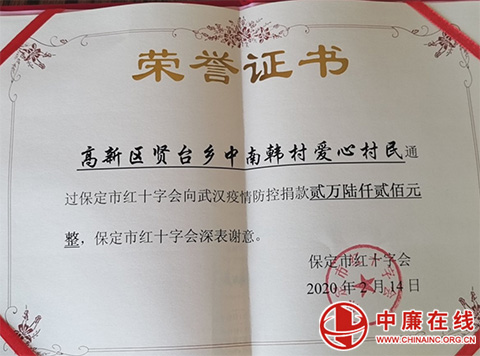 荣誉证书
高新区贤台乡中南韩村爱心村民通
过保定市红十字会向武汉疫情防控捐款贰万陆仟贰佰元
整，保定市红十字会深表谢意。
保定市红十字会
2020年2月14日
中廉在线
WWW.CHINAINC.ORG.CN